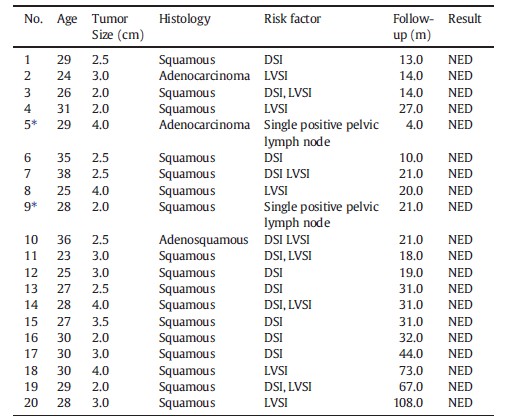 No. Age Tumor Size (cm) Histology Risk factor Follow-up (m) Result
1 29 2.5 Squamous DSI 13.0 NED
2 24 3.0 Adenocarcinoma LVSI 14.0 NED
3 26 2.0 Squamous DSI, LVSI 14.0 NED
4 31 2.0 Squamous LVSI 27.0 NED
5* 29 4.0 Adenocarcinoma Single positive pelvic lymph node 4.0 NED
6 35 2.5 Squamous DSI 10.0 NED
7 38 2.5 Squamous DSI LVSI 21.0 NED
8 25 4.0 Squamous LVSI 20.0 NED
9* 28 2.0 Squamous Single positive pelvic lymph node 21.0 NED
10 36 2.5 Adenosquamous DSI LVSI 21.0 NED
11 23 3.0 Squamous DSI, LVSI 18.0 NED
12 25 3.0 Squamous DSI 19.0 NED
13 27 2.5 Squamous DSI 31.0 NED
14 28 4.0 Squamous DSI, LVSI 31.0 NED
15 27 3.5 Squamous DSI 31.0 NED
16 30 2.0 Squamous DSI 32.0 NED
17 30 3.0 Squamous DSI 44.0 NED
18 30 4.0 Squamous LVSI 73.0 NED
19 29 2.0 Squamous DSI, LVSI 67.0 NED
20 28 3.0 Squamous LVSI 108.0 NED